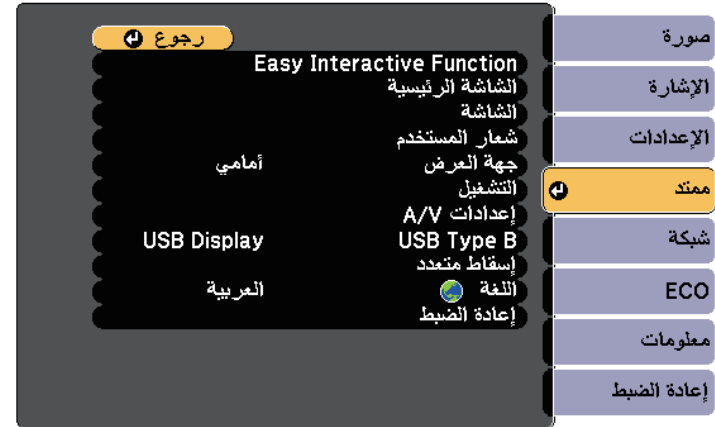 صورة
الإشارة
الإعدادات
ممتد
شبكة
ECO
معلومات
إعادة الضبط
رجوع
Easy Interactive Function
الشاشة الرئيسية
الشاشة
شعار المستخدم
جهة العرض أمامي
التشغيل
إعدادات A/V
USB Type B USB Display
إسقاط متعدد
اللغة العربية
إعادة الضبط